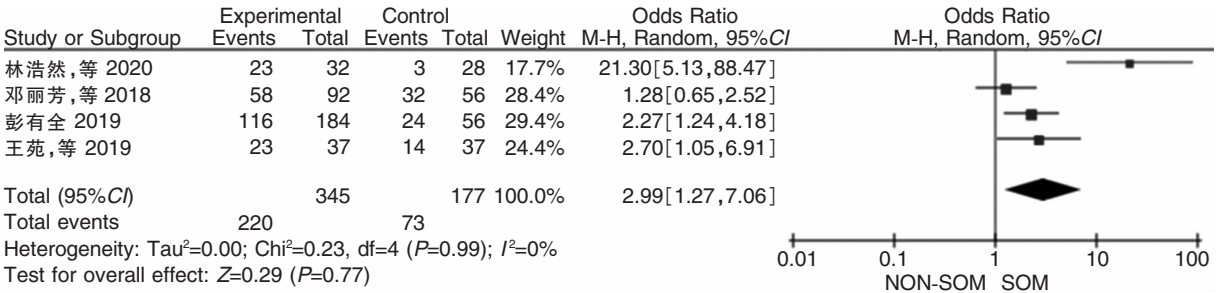 Experimental Control Odds Ratio Odds Ratio
Study or Subgroup Events Total Events Total Weight M-H, Random, 95%CI M-H, Random, 95%CI
林浩然,等 2020 23 32 3 28 17.7% 21.30[5.13,88.47]
邓丽芳,等 2018 58 92 32 56 28.4% 1.28[0.65,2.52]
彭有全 2019 116 184 24 56 29.4% 2.27[1.24,4.18]
王苑,等 2019 23 37 14 37 24.4% 2.70[1.05,6.91]
Total (95%CI) 345 177 100.0% 2.99[1.27,7.06]
Total events 220 73
Heterogeneity: Tau²=0.00; Chi²=0.23, df=4 (P=0.99); I²=0%
Test for overall effect: Z=0.29 (P=0.77)
0.01 0.1 1 10 100
NON-SOM SOM